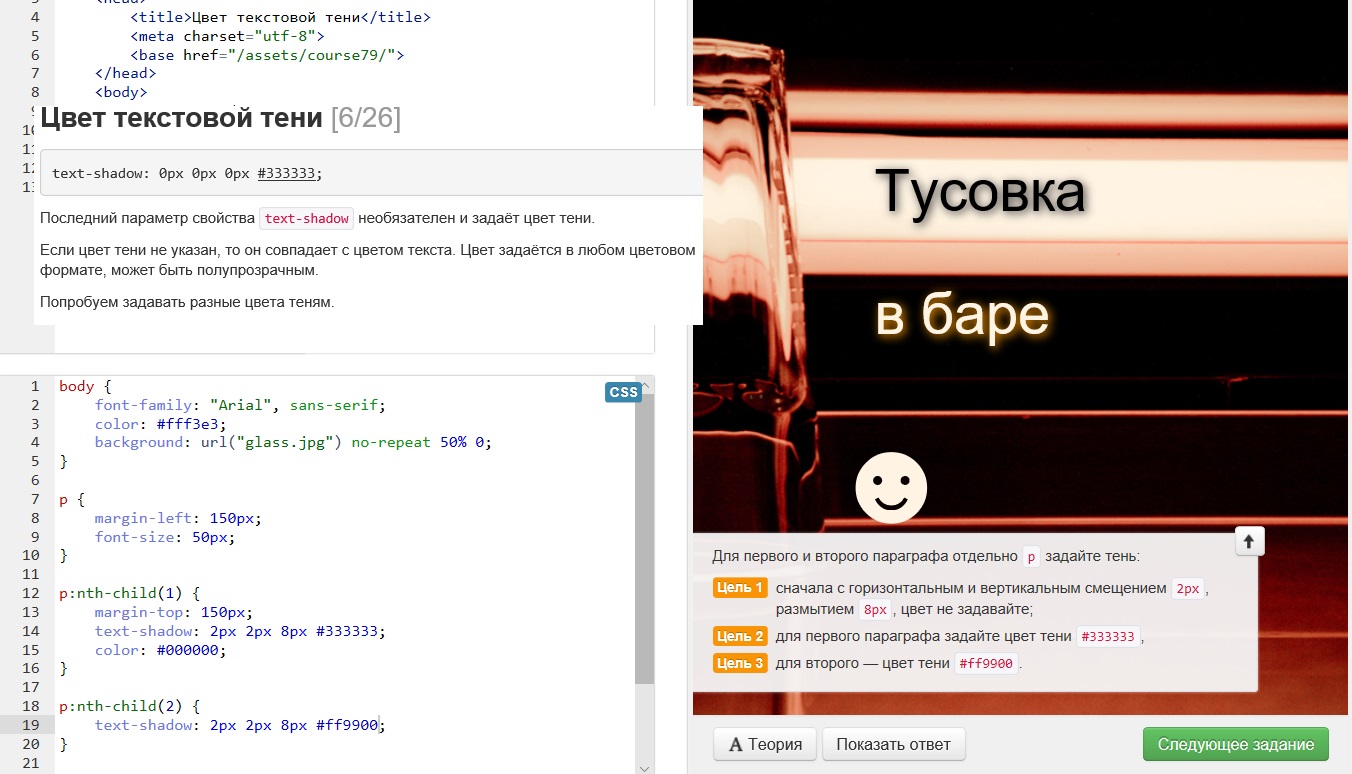 3 <head>
4 <title>Цвет текстовой тени</title>
5 <meta charset="utf-8">
6 <base href="/assets/course79/">
7 </head>
8 <body>
Цвет текстовой тени [6/26]
text-shadow: 0px 0px 0px #333333;
Последний параметр свойства text-shadow необязателен и задаёт цвет тени.
Если цвет тени не указан, то он совпадает с цветом текста. Цвет задаётся в любом цветовом
формате, может быть полупрозрачным.
Попробуем задавать разные цвета теням.
CSS
1 body {
2 font-family: "Arial", sans-serif;
3 color: #fff3e3;
4 background: url("glass.jpg") no-repeat 50% 0;
5 }
6
7 p {
8 margin-left: 150px;
9 font-size: 50px;
10 }
11
12 p:nth-child(1) {
13 margin-top: 150px;
14 text-shadow: 2px 2px 8px #333333;
15 color: #000000;
16 }
17
18 p:nth-child(2) {
19 text-shadow: 2px 2px 8px #ff9900;
20 }
21
Тусовка
в баре
Для первого и второго параграфа отдельно p задайте тень:
Цель 1 сначала с горизонтальным и вертикальным смещением 2px,
размытием 8px, цвет не задавайте;
Цель 2 для первого параграфа задайте цвет тени #333333,
Цель 3 для второго — цвет тени #ff9900.
А Теория
Показать ответ
Следующее задание